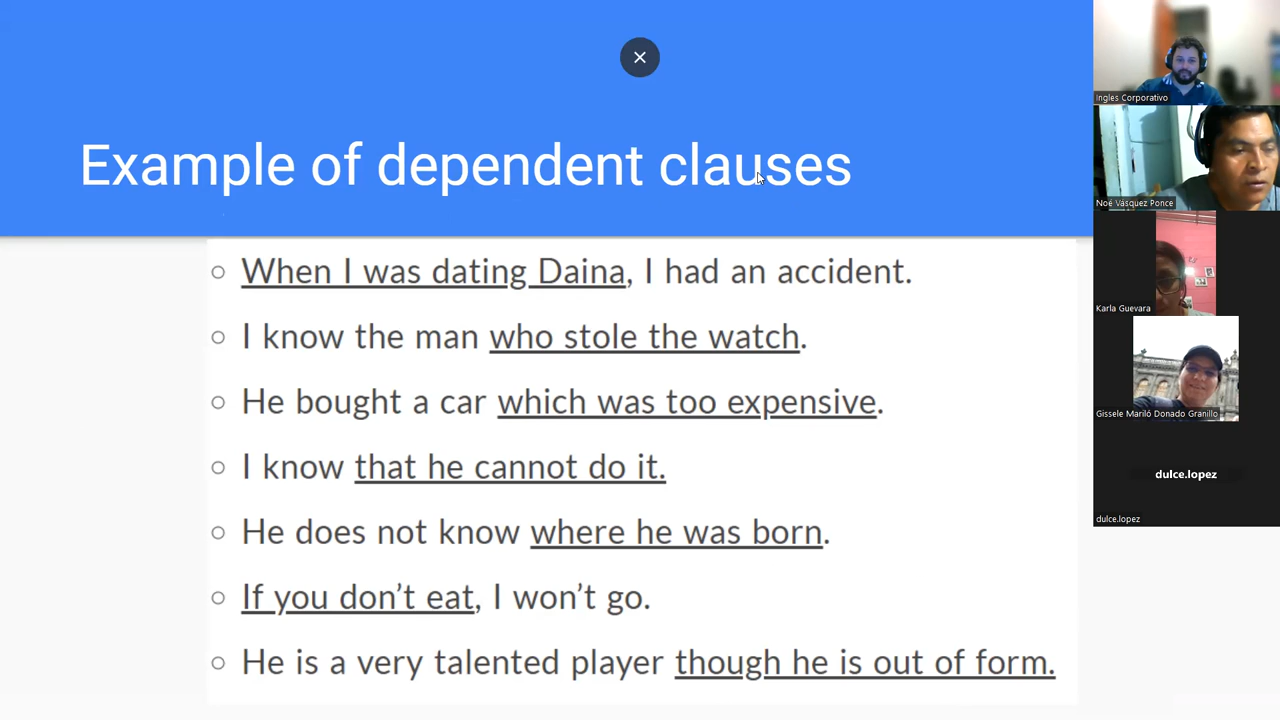 Example of dependent clauses
When I was dating Daina, I had an accident.
I know the man who stole the watch.
He bought a car which was too expensive.
I know that he cannot do it.
He does not know where he was born.
If you don’t eat, I won’t go.
He is a very talented player though he is out of form.
Ingles Corporativo
Noé Vásquez Ponce
Karla Guevara
Gissele Mariló Donado Granillo
dulce.lopez
dulce.lopez